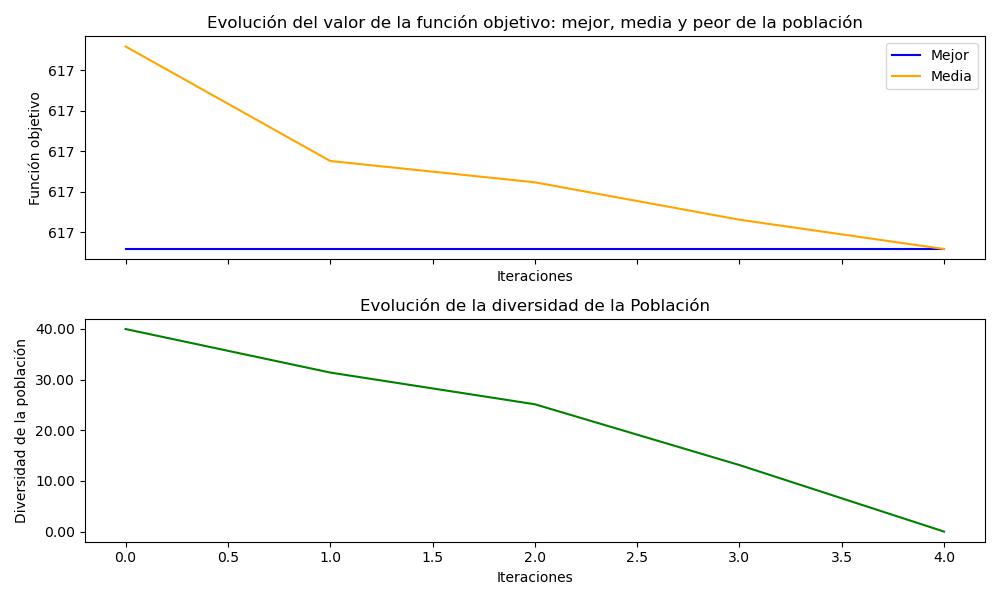 Evolución del valor de la función objetivo: mejor, media y peor de la población
Mejor
Media
617
617
617
617
617
Función objetivo
Iteraciones
Evolución de la diversidad de la Población
40.00
30.00
20.00
10.00
0.00
Diversidad de la población
0.0 0.5 1.0 1.5 2.0 2.5 3.0 3.5 4.0
Iteraciones